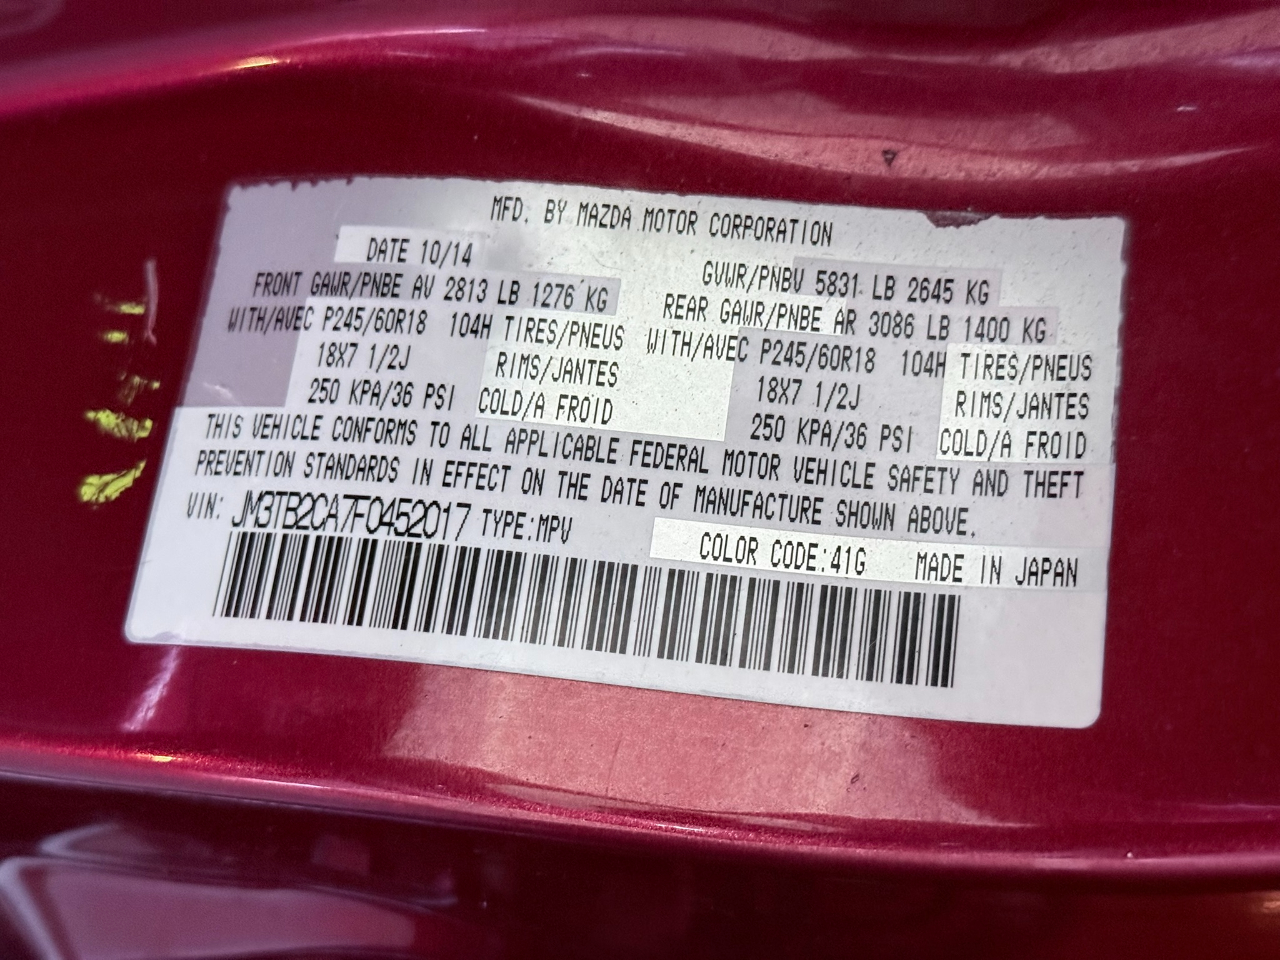 MFD. BY MAZDA MOTOR CORPORATION
DATE 10/14 GVWR/PNBV 5831 LB 2645 KG
FRONT GAWR/PNBE AV 2813 LB 1276 KG REAR GAWR/PNBE AR 3086 LB 1400 KG
WITH/AVEC P245/60R18 104H TIRES/PNEUS WITH/AVEC P245/60R18 104H TIRES/PNEUS
18X7 1/2J RIMS/JANTES 18X7 1/2J RIMS/JANTES
250 KPA/36 PSI COLD/A FROID 250 KPA/36 PSI COLD/A FROID
THIS VEHICLE CONFORMS TO ALL APPLICABLE FEDERAL MOTOR VEHICLE SAFETY AND THEFT
PREVENTION STANDARDS IN EFFECT ON THE DATE OF MANUFACTURE SHOWN ABOVE.
VIN: JM3TB2CA7F0452017 TYPE:MPV COLOR CODE:41G MADE IN JAPAN